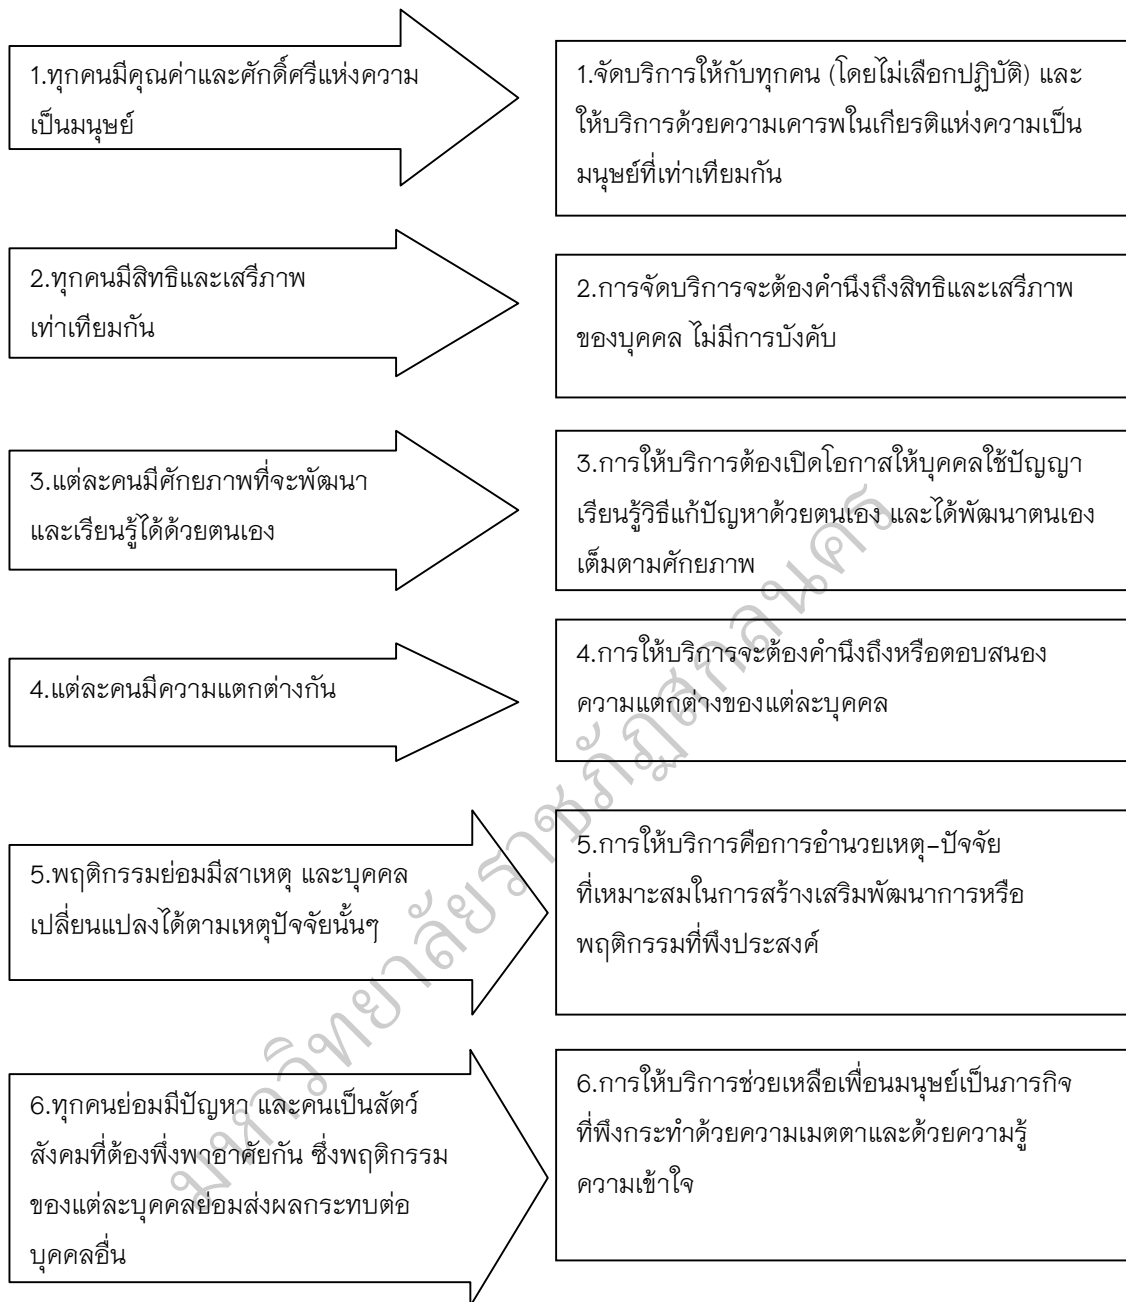 1.ทุกคนมีคุณค่าและศักดิ์ศรีแห่งความ
เป็นมนุษย์
1.จัดบริการให้กับทุกคน (โดยไม่เลือกปฏิบัติ) และ
ให้บริการด้วยความเคารพในเกียรติแห่งความเป็น
มนุษย์ที่เท่าเทียมกัน
2.ทุกคนมีสิทธิและเสรีภาพ
เท่าเทียมกัน
2.การจัดบริการจะต้องคำนึงถึงสิทธิและเสรีภาพ
ของบุคคล ไม่มีการบังคับ
3.แต่ละคนมีศักยภาพที่จะพัฒนา
และเรียนรู้ได้ด้วยตนเอง
3.การให้บริการต้องเปิดโอกาสให้บุคคลใช้ปัญญา
เรียนรู้วิธีแก้ปัญหาด้วยตนเอง และได้พัฒนาตนเอง
เต็มตามศักยภาพ
4.แต่ละคนมีความแตกต่างกัน
4.การให้บริการจะต้องคำนึงถึงหรือตอบสนอง
ความแตกต่างของแต่ละบุคคล
5.พฤติกรรมย่อมมีสาเหตุ และบุคคล
เปลี่ยนแปลงได้ตามเหตุปัจจัยนั้นๆ
5.การให้บริการคือการอำนวยเหตุ-ปัจจัย
ที่เหมาะสมในการสร้างเสริมพัฒนาการหรือ
พฤติกรรมที่พึงประสงค์
6.ทุกคนย่อมมีปัญหา และคนเป็นสัตว์
สังคมที่ต้องพึ่งพาอาศัยกัน ซึ่งพฤติกรรม
ของแต่ละบุคคลย่อมส่งผลกระทบต่อ
บุคคลอื่น
6.การให้บริการช่วยเหลือเพื่อนมนุษย์เป็นภารกิจ
ที่พึงกระทำด้วยความเมตตาและด้วยความรู้
ความเข้าใจ
มหาวิทยาลัยราชภัฏสกลนคร